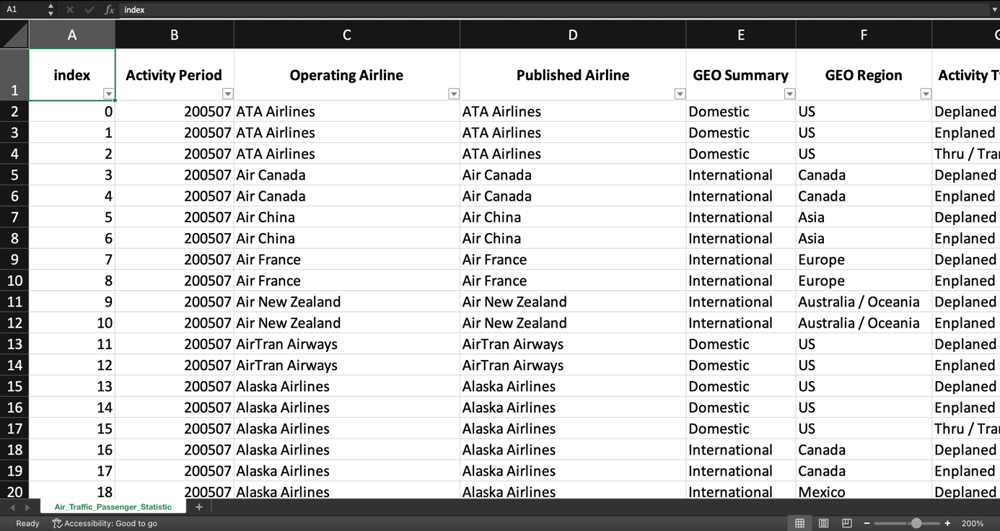 A1 fx index
A B C D E F
1 index Activity Period Operating Airline Published Airline GEO Summary GEO Region Activity T
2 0 200507 ATA Airlines ATA Airlines Domestic US Deplaned
3 1 200507 ATA Airlines ATA Airlines Domestic US Enplaned
4 2 200507 ATA Airlines ATA Airlines Domestic US Thru / Tra
5 3 200507 Air Canada Air Canada International Canada Deplaned
6 4 200507 Air Canada Air Canada International Canada Enplaned
7 5 200507 Air China Air China International Asia Deplaned
8 6 200507 Air China Air China International Asia Enplaned
9 7 200507 Air France Air France International Europe Deplaned
10 8 200507 Air France Air France International Europe Enplaned
11 9 200507 Air New Zealand Air New Zealand International Australia / Oceania Deplaned
12 10 200507 Air New Zealand Air New Zealand International Australia / Oceania Enplaned
13 11 200507 AirTran Airways AirTran Airways Domestic US Deplaned
14 12 200507 AirTran Airways AirTran Airways Domestic US Enplaned
15 13 200507 Alaska Airlines Alaska Airlines Domestic US Deplaned
16 14 200507 Alaska Airlines Alaska Airlines Domestic US Enplaned
17 15 200507 Alaska Airlines Alaska Airlines Domestic US Thru / Tra
18 16 200507 Alaska Airlines Alaska Airlines International Canada Deplaned
19 17 200507 Alaska Airlines Alaska Airlines International Canada Enplaned
20 18 200507 Alaska Airlines Alaska Airlines International Mexico Deplaned
Air_Traffic_Passenger_Statistic +
Ready Accessibility: Good to go − + 200%